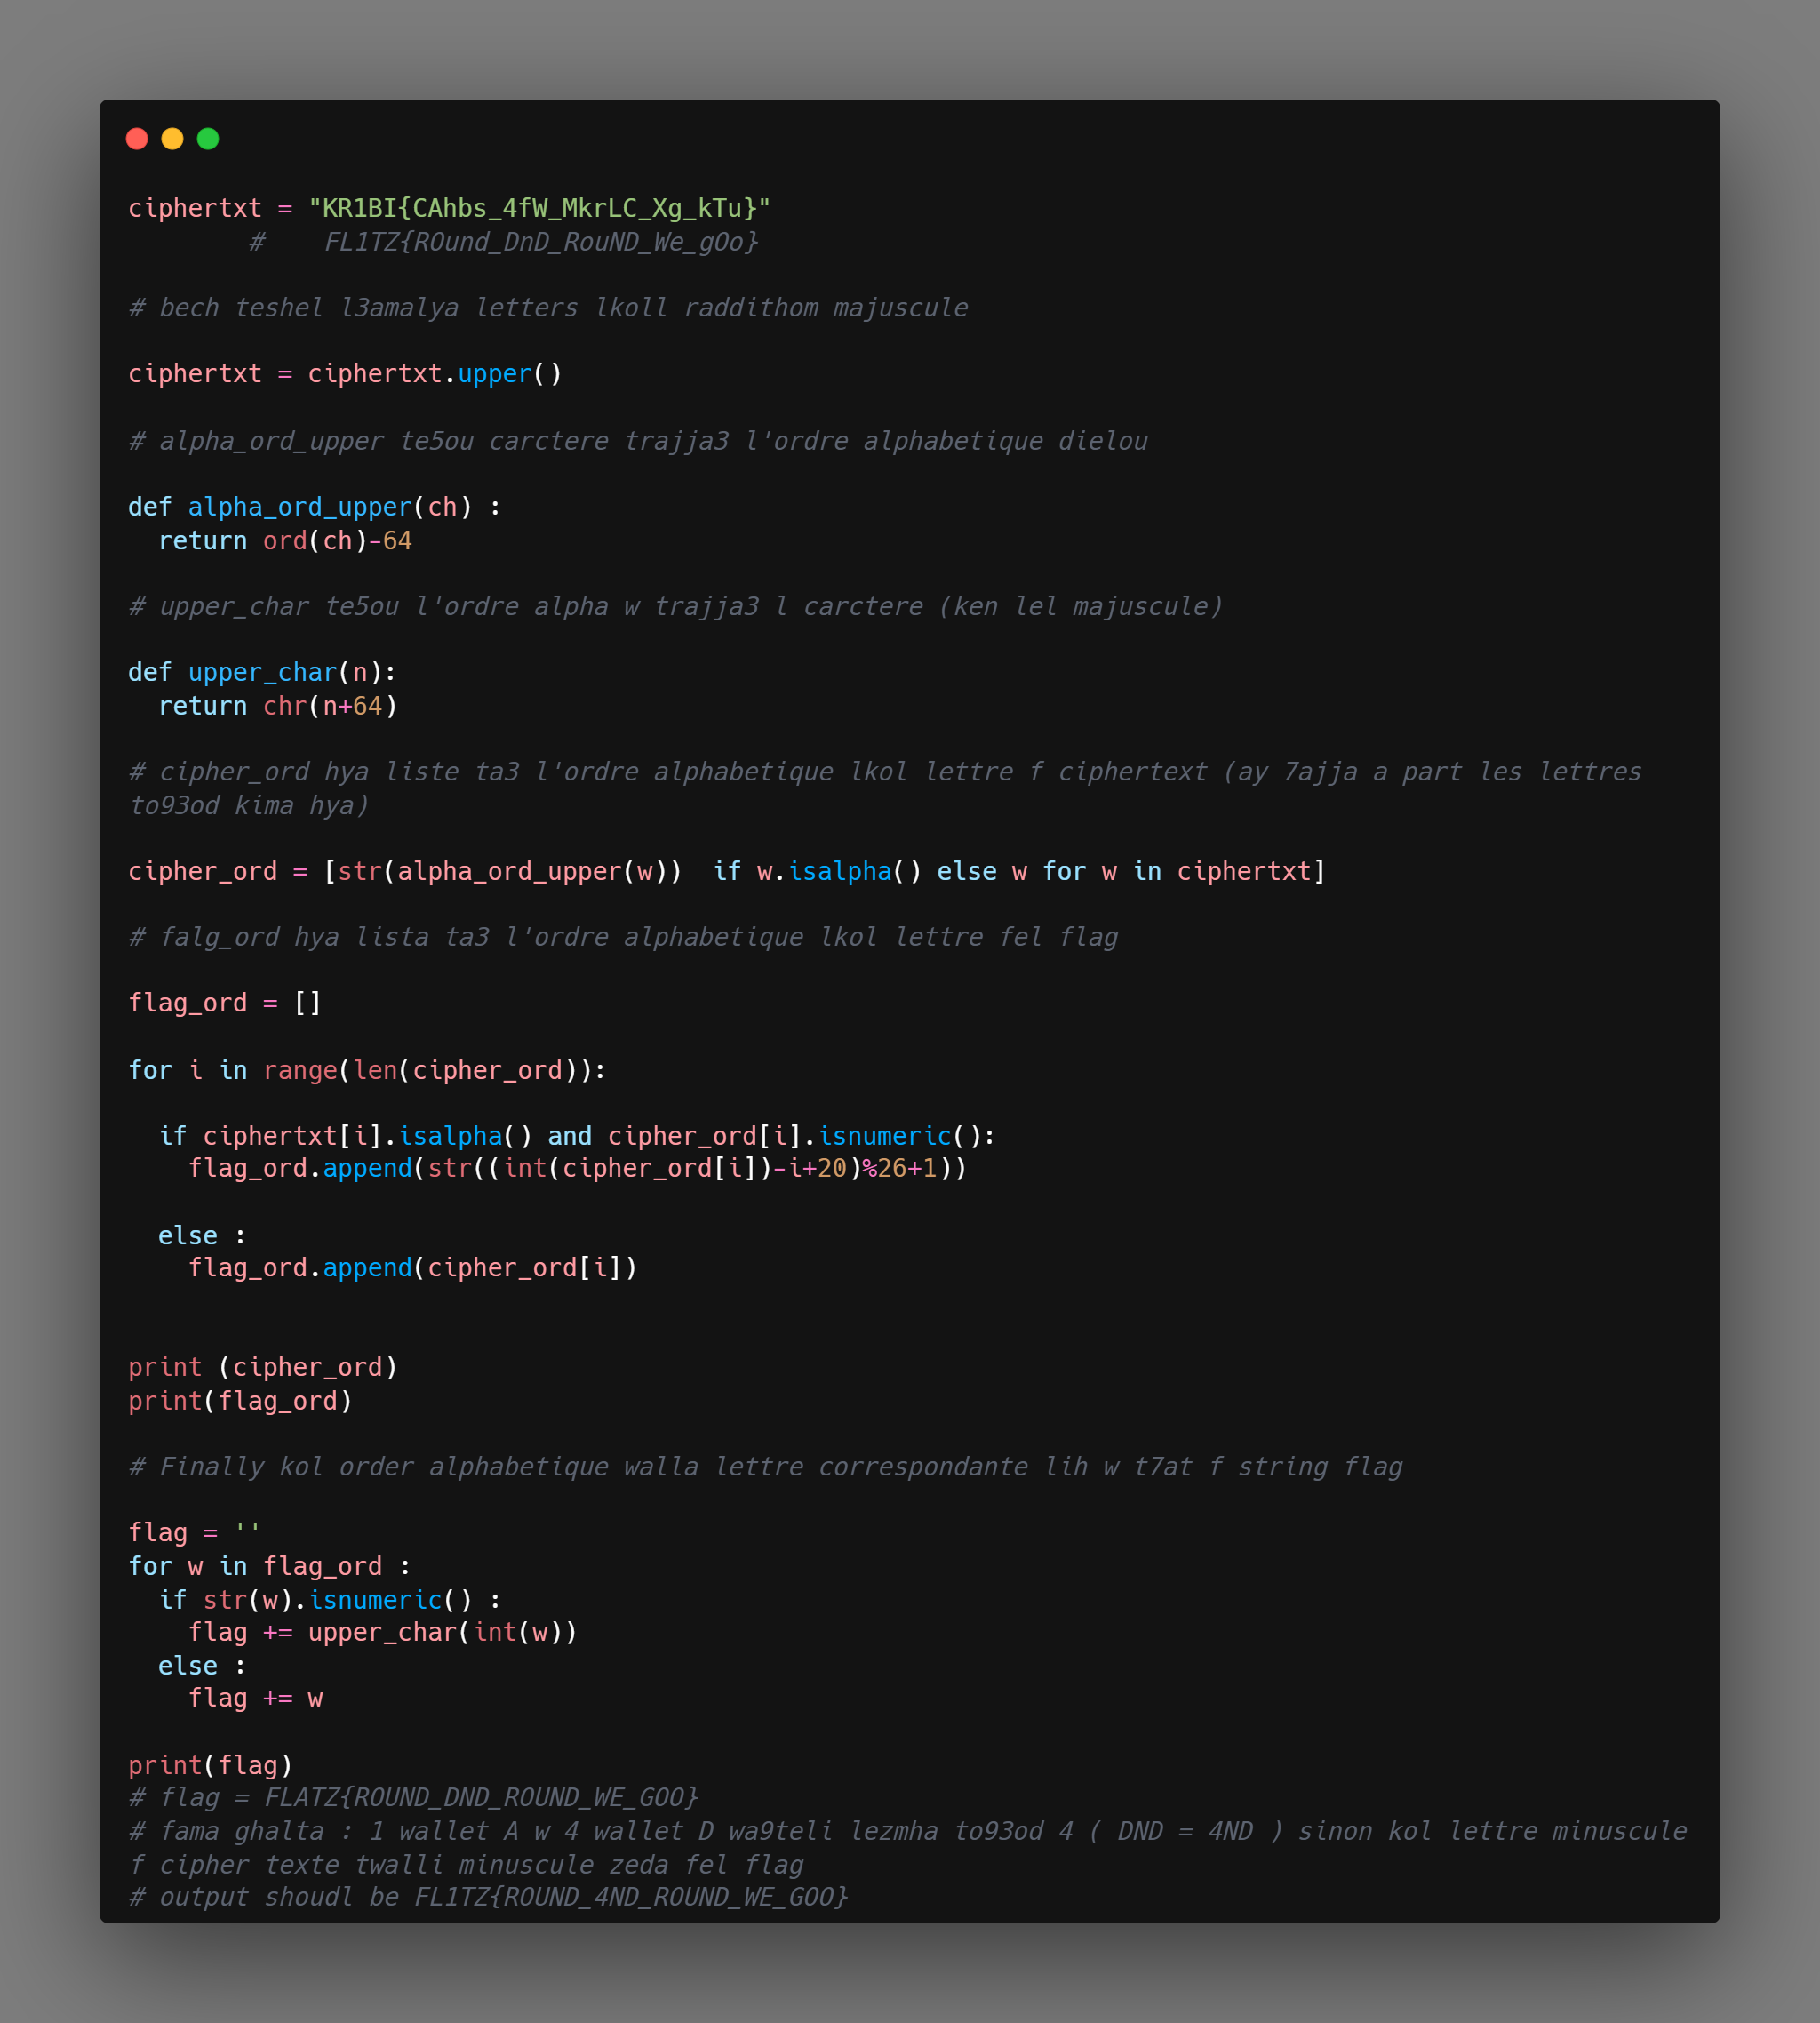 ciphertxt = "KR1BI{CAhbs_4fW_MkrLC_Xg_kTu}"
        #    FL1TZ{ROund_DnD_RouND_We_gOo}
# bech teshel l3amalya letters lkoll raddithom majuscule
ciphertxt = ciphertxt.upper()
# alpha_ord_upper te5ou carctere trajja3 l'ordre alphabetique dielou
def alpha_ord_upper(ch) :
  return ord(ch)-64
# upper_char te5ou l'ordre alpha w trajja3 l carctere (ken lel majuscule)
def upper_char(n):
  return chr(n+64)
# cipher_ord hya liste ta3 l'ordre alphabetique lkol lettre f ciphertext (ay 7ajja a part les lettres
to93od kima hya)
cipher_ord = [str(alpha_ord_upper(w))  if w.isalpha() else w for w in ciphertxt]
# falg_ord hya lista ta3 l'ordre alphabetique lkol lettre fel flag
flag_ord = []
for i in range(len(cipher_ord)):
  if ciphertxt[i].isalpha() and cipher_ord[i].isnumeric():
    flag_ord.append(str((int(cipher_ord[i])-i+20)%26+1))
  else :
    flag_ord.append(cipher_ord[i])
print (cipher_ord)
print(flag_ord)
# Finally kol order alphabetique walla lettre correspondante lih w t7at f string flag
flag = ''
for w in flag_ord :
  if str(w).isnumeric() :
    flag += upper_char(int(w))
  else :
    flag += w
print(flag)
# flag = FLATZ{ROUND_DND_ROUND_WE_GOO}
# fama ghalta : 1 wallet A w 4 wallet D wa9teli lezmha to93od 4 ( DND = 4ND ) sinon kol lettre minuscule
f cipher texte twalli minuscule zeda fel flag
# output shoudl be FL1TZ{ROUND_4ND_ROUND_WE_GOO}